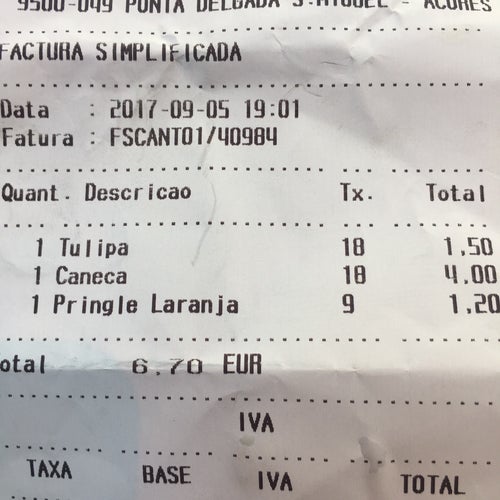 9500-049 PONTA DELGADA S.MIGUEL - ACORES
FACTURA SIMPLIFICADA
Data : 2017-09-05 19:01
Fatura : FSCANTO1/40984
Quant. Descricao Tx. Total
1 Tulipa 18 1,50
1 Caneca 18 4,00
1 Pringle Laranja 9 1,20
otal 6,70 EUR
IVA
TAXA BASE IVA TOTAL